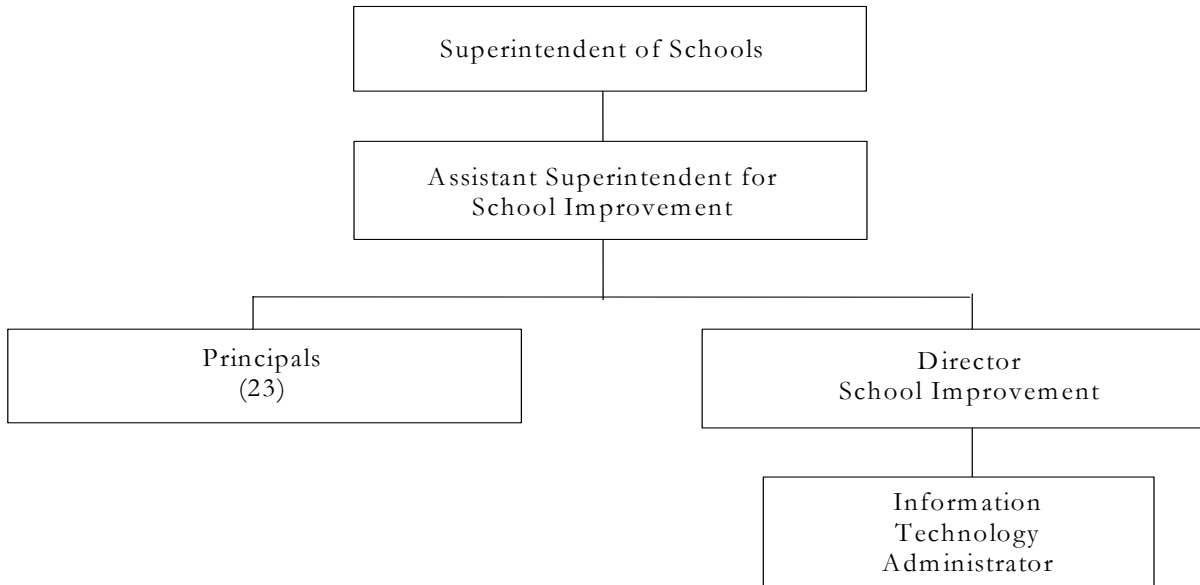 Superintendent of Schools
Assistant Superintendent for
School Improvement
Principals
(23)
Director
School Improvement
Information
Technology
Administrator